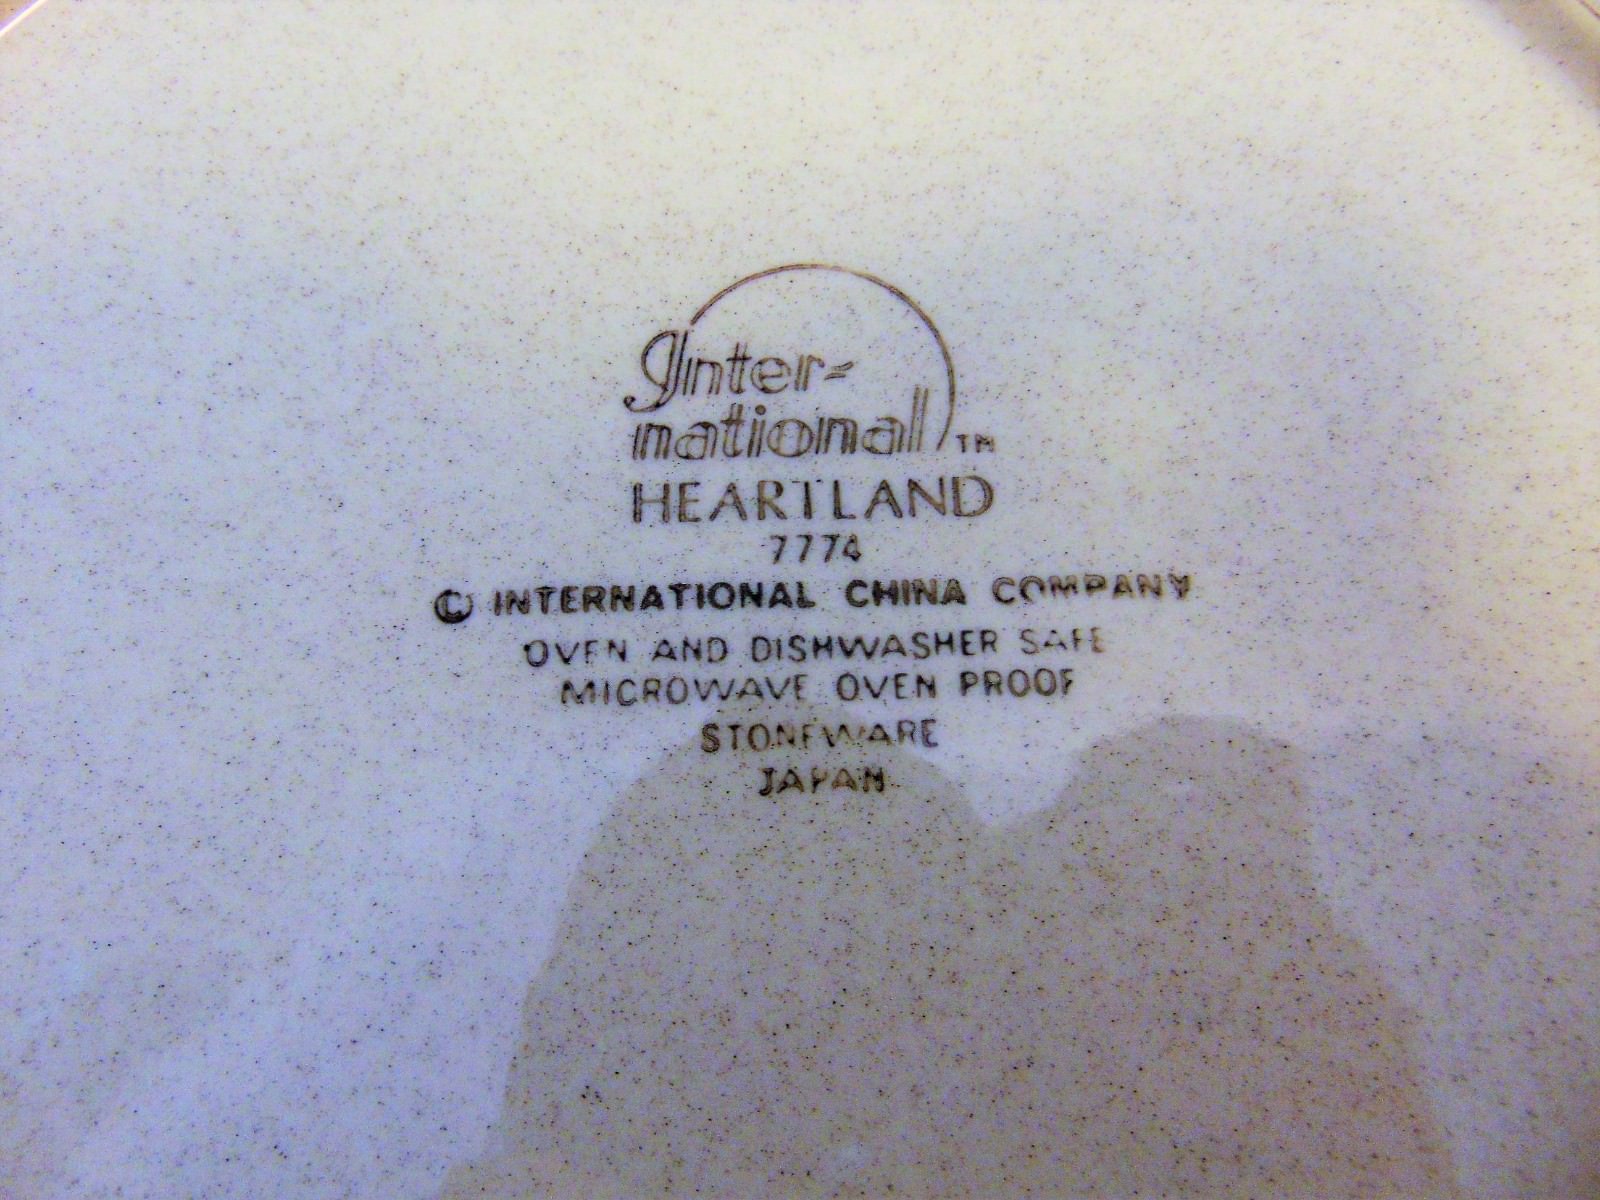 Inter-
national TM
HEARTLAND
7774
© INTERNATIONAL CHINA COMPANY
OVEN AND DISHWASHER SAFE
MICROWAVE OVEN PROOF
STONEWARE
JAPAN